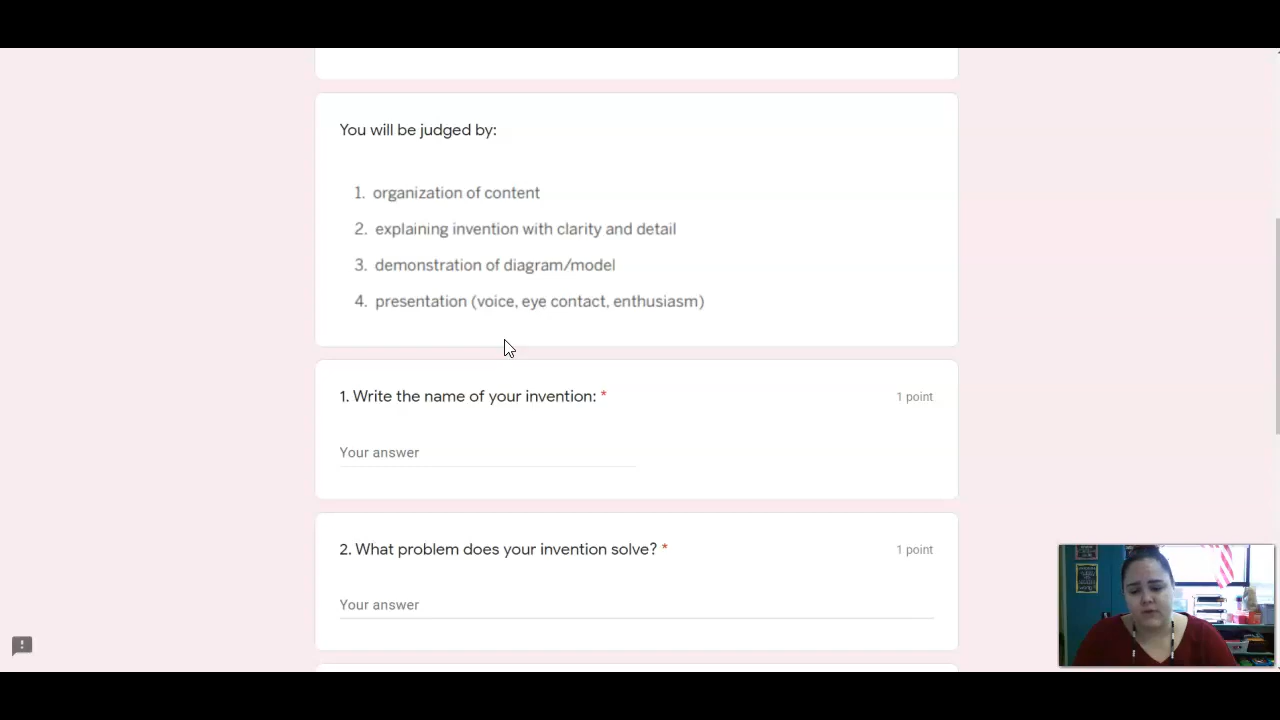 You will be judged by:
1. organization of content
2. explaining invention with clarity and detail
3. demonstration of diagram/model
4. presentation (voice, eye contact, enthusiasm)
1. Write the name of your invention: * 1 point
Your answer
2. What problem does your invention solve? * 1 point
Your answer